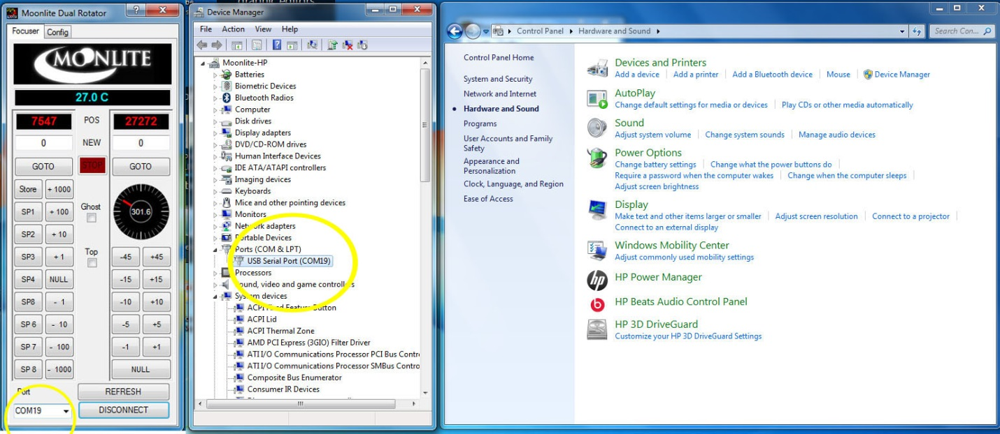 graphic editors
Moonlite Dual Rotator
Focuser Config
MOONLITE
27.0 C
7547 POS 27272
0 NEW 0
GOTO STOP GOTO
Store + 1000
SP1 + 100 Ghost
301.6
SP2 + 10
SP3 + 1 Top -45 +45
SP4 NULL -15 +15
SP8 - 1 -10 +10
SP 6 - 10 -5 +5
SP 7 - 100 -1 +1
SP 8 - 1000 NULL
Port REFRESH
COM19 DISCONNECT
Device Manager
File Action View Help
Moonlite-HP
Batteries
Biometric Devices
Bluetooth Radios
Computer
Disk drives
Display adapters
DVD/CD-ROM drives
Human Interface Devices
IDE ATA/ATAPI controllers
Imaging devices
Keyboards
Mice and other pointing devices
Monitors
Network adapters
Portable Devices
Ports (COM & LPT)
USB Serial Port (COM19)
Processors
Sound, video and game controllers
System devices
ACPI Fixed Feature Button
ACPI Lid
ACPI Thermal Zone
AMD PCI Express (3GIO) Filter Driver
ATI I/O Communications Processor PCI Bus Contr
ATI I/O Communications Processor SMBus Contro
Composite Bus Enumerator
Consumer IR Devices
Control Panel Hardware and Sound Search Con...
Control Panel Home
System and Security
Network and Internet
Hardware and Sound
Programs
User Accounts and Family
Safety
Appearance and
Personalization
Clock, Language, and Region
Ease of Access
Devices and Printers
Add a device Add a printer Add a Bluetooth device Mouse Device Manager
AutoPlay
Change default settings for media or devices Play CDs or other media automatically
Sound
Adjust system volume Change system sounds Manage audio devices
Power Options
Change battery settings Change what the power buttons do
Require a password when the computer wakes Change when the computer sleeps
Adjust screen brightness
Display
Make text and other items larger or smaller Adjust screen resolution Connect to a projector
Connect to an external display
Windows Mobility Center
Adjust commonly used mobility settings
hp HP Power Manager
HP Beats Audio Control Panel
HP 3D DriveGuard
Customize your HP 3D DriveGuard Settings